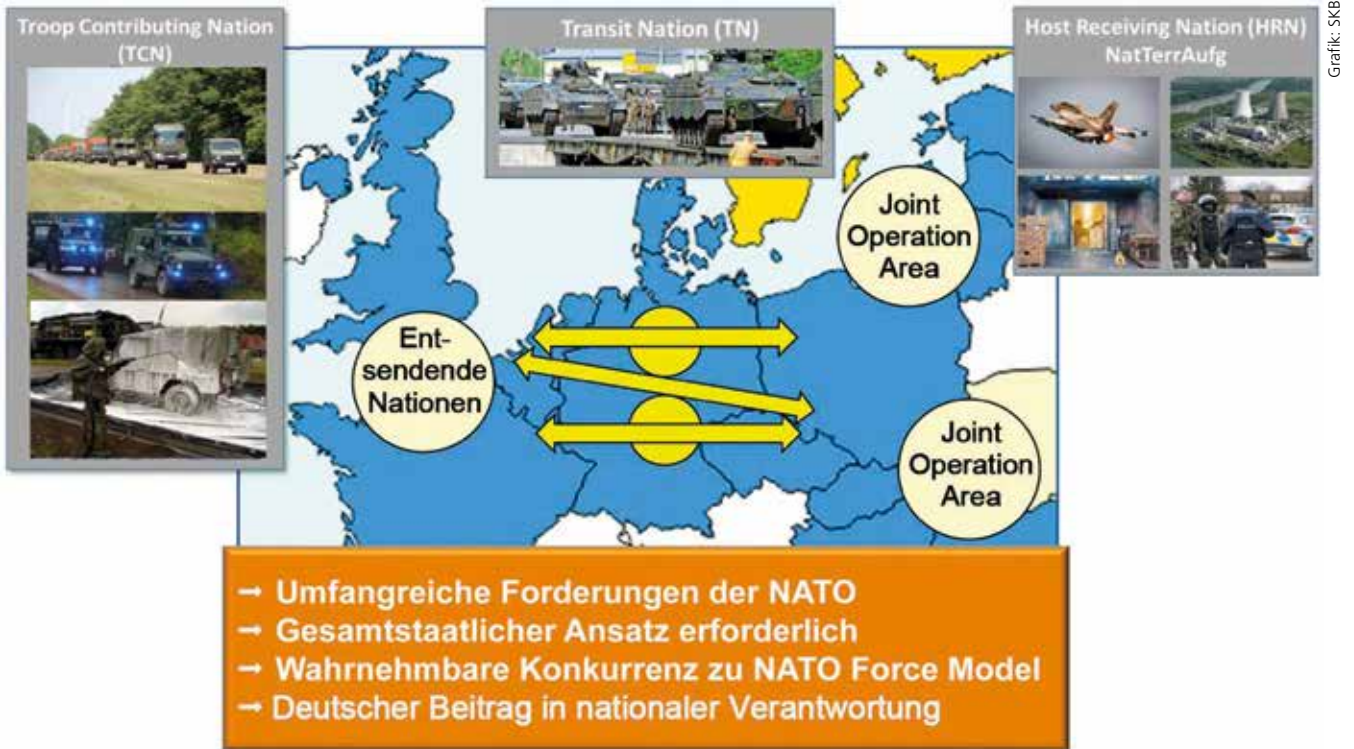 Troop Contributing Nation
(TCN)
Transit Nation (TN)
Host Receiving Nation (HRN)
NatTerrAufg
Grafik: SKB
Joint
Operation
Area
Ent-
sendende
Nationen
Joint
Operation
Area
→ Umfangreiche Forderungen der NATO
→ Gesamtstaatlicher Ansatz erforderlich
→ Wahrnehmbare Konkurrenz zu NATO Force Model
→ Deutscher Beitrag in nationaler Verantwortung